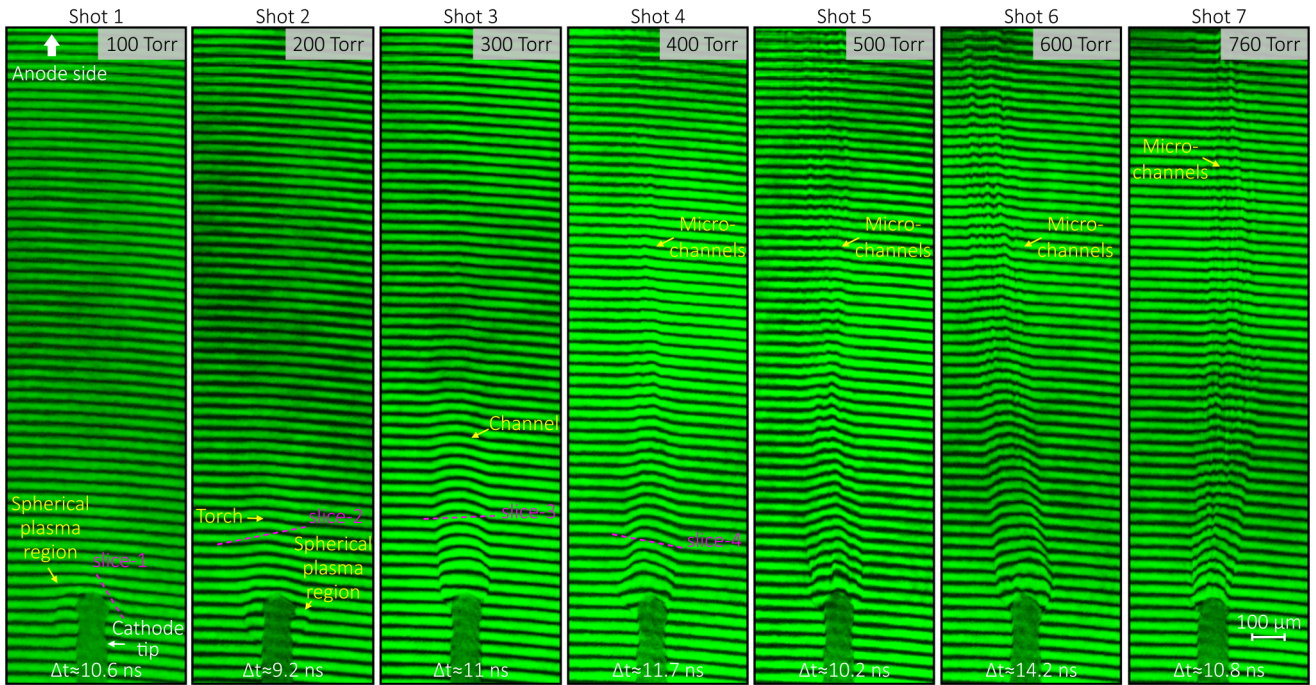 Shot 1
100 Torr
Anode side
Spherical
plasma
region
slice-1
Cathode
tip
Δt≈10.6 ns
Shot 2
200 Torr
Torch
slice-2
Spherical
plasma
region
Δt≈9.2 ns
Shot 3
300 Torr
Channel
slice-3
Δt≈11 ns
Shot 4
400 Torr
Micro-
channels
slice-4
Δt≈11.7 ns
Shot 5
500 Torr
Micro-
channels
Δt≈10.2 ns
Shot 6
600 Torr
Micro-
channels
Δt≈14.2 ns
Shot 7
760 Torr
Micro-
channels
100 μm
Δt≈10.8 ns